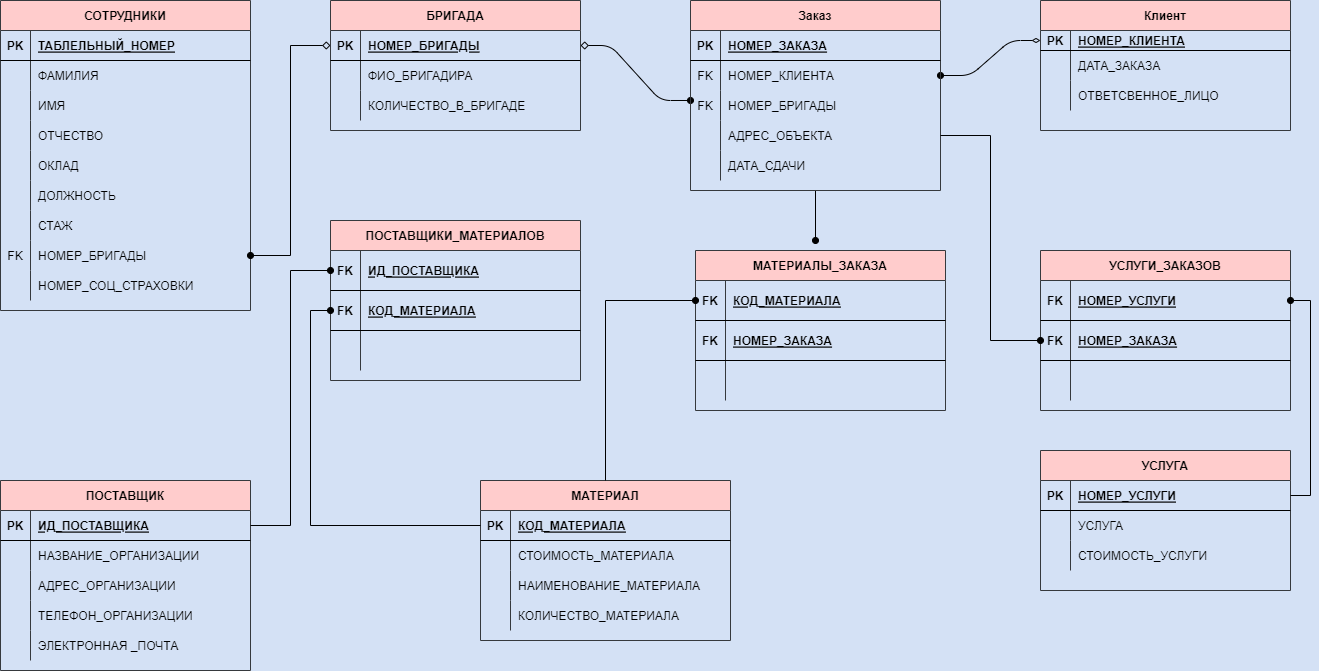 СОТРУДНИКИ
PK ТАБЛЕЛЬНЫЙ_НОМЕР
ФАМИЛИЯ
ИМЯ
ОТЧЕСТВО
ОКЛАД
ДОЛЖНОСТЬ
СТАЖ
FK НОМЕР_БРИГАДЫ
НОМЕР_СОЦ_СТРАХОВКИ
БРИГАДА
PK НОМЕР_БРИГАДЫ
ФИО_БРИГАДИРА
КОЛИЧЕСТВО_В_БРИГАДЕ
Заказ
PK НОМЕР_ЗАКАЗА
FK НОМЕР_КЛИЕНТА
FK НОМЕР_БРИГАДЫ
АДРЕС_ОБЪЕКТА
ДАТА_СДАЧИ
Клиент
PK НОМЕР_КЛИЕНТА
ДАТА_ЗАКАЗА
ОТВЕТСВЕННОЕ_ЛИЦО
ПОСТАВЩИКИ_МАТЕРИАЛОВ
FK ИД_ПОСТАВЩИКА
FK КОД_МАТЕРИАЛА
МАТЕРИАЛЫ_ЗАКАЗА
FK КОД_МАТЕРИАЛА
FK НОМЕР_ЗАКАЗА
УСЛУГИ_ЗАКАЗОВ
FK НОМЕР_УСЛУГИ
FK НОМЕР_ЗАКАЗА
ПОСТАВЩИК
PK ИД_ПОСТАВЩИКА
НАЗВАНИЕ_ОРГАНИЗАЦИИ
АДРЕС_ОРГАНИЗАЦИИ
ТЕЛЕФОН_ОРГАНИЗАЦИИ
ЭЛЕКТРОННАЯ _ПОЧТА
МАТЕРИАЛ
PK КОД_МАТЕРИАЛА
СТОИМОСТЬ_МАТЕРИАЛА
НАИМЕНОВАНИЕ_МАТЕРИАЛА
КОЛИЧЕСТВО_МАТЕРИАЛА
УСЛУГА
PK НОМЕР_УСЛУГИ
УСЛУГА
СТОИМОСТЬ_УСЛУГИ